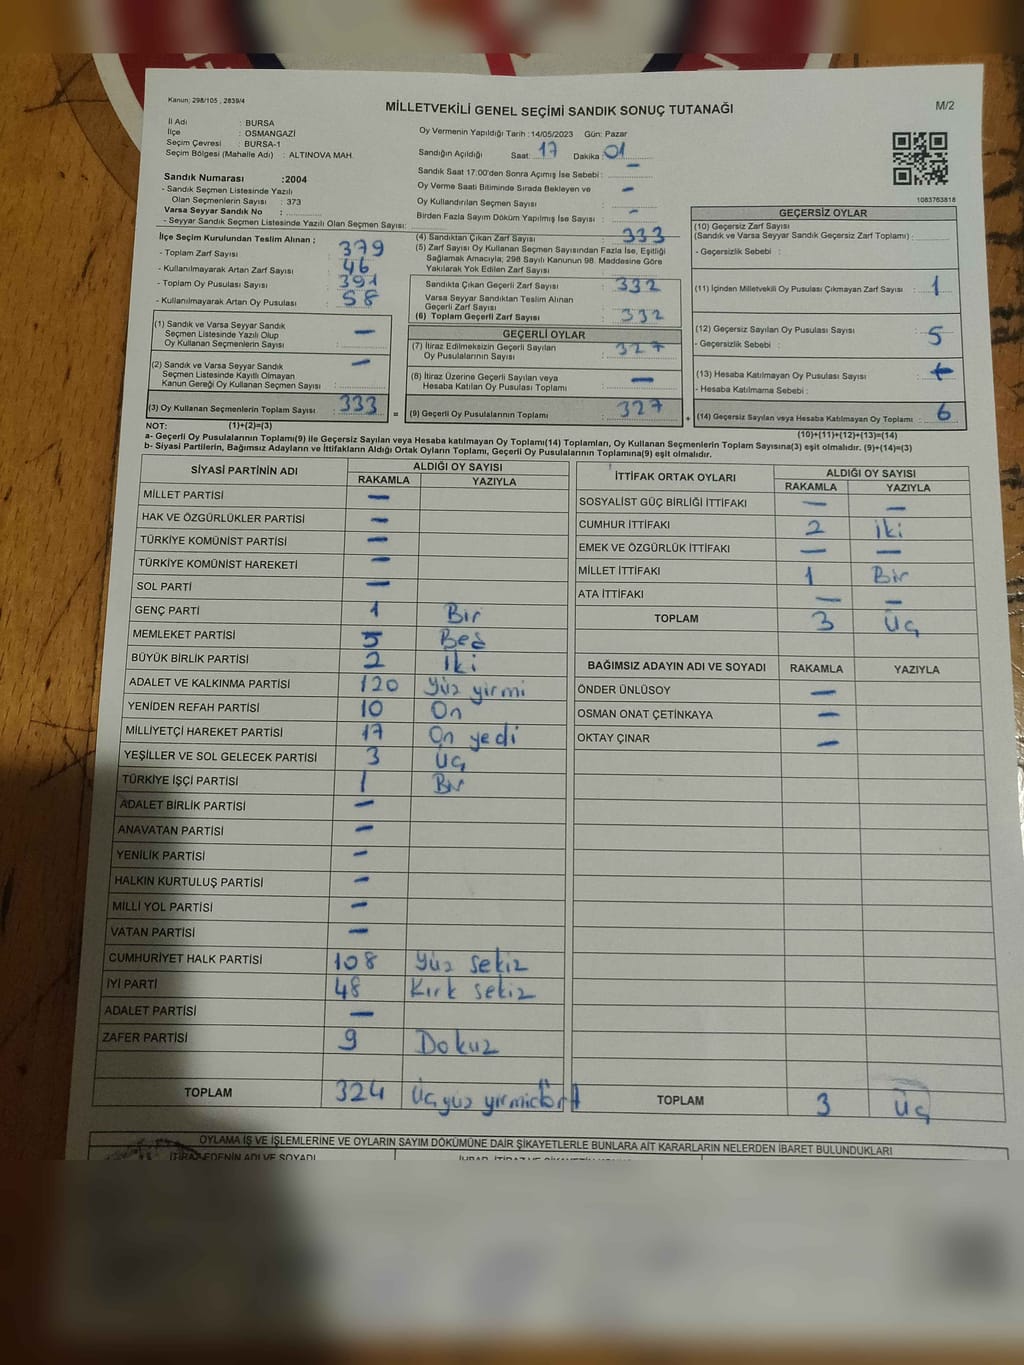 Kanun; 298/105 , 2839/4
MİLLETVEKİLİ GENEL SEÇİMİ SANDIK SONUÇ TUTANAĞI
M/2
İl Adı : BURSA
İlçe : OSMANGAZİ
Seçim Çevresi : BURSA-1
Seçim Bölgesi (Mahalle Adı) : ALTINOVA MAH.
Sandık Numarası :2004
- Sandık Seçmen Listesinde Yazılı
Olan Seçmenlerin Sayısı : 373
Varsa Seyyar Sandık No :
- Seyyar Sandık Seçmen Listesinde Yazılı Olan Seçmen Sayısı:
Oy Vermenin Yapıldığı Tarih :14/05/2023 Gün: Pazar
Sandığın Açıldığı Saat: 17 Dakika : 01
Sandık Saat 17:00'den Sonra Açımış İse Sebebi : -
Oy Verme Saati Bitiminde Sırada Bekleyen ve
Oy Kullandırılan Seçmen Sayısı : -
Birden Fazla Sayım Döküm Yapılmış İse Sayısı : -
1083763818
İlçe Seçim Kurulundan Teslim Alınan ;
- Toplam Zarf Sayısı : 379
- Kullanılmayarak Artan Zarf Sayısı : 46
- Toplam Oy Pusulası Sayısı : 391
- Kullanılmayarak Artan Oy Pusulası : 58
(1) Sandık ve Varsa Seyyar Sandık
Seçmen Listesinde Yazılı Olup
Oy Kullanan Seçmenlerin Sayısı : -
(2) Sandık ve Varsa Seyyar Sandık
Seçmen Listesinde Kayıtlı Olmayan
Kanun Gereği Oy Kullanan Seçmen Sayısı : -
(3) Oy Kullanan Seçmenlerin Toplam Sayısı : 333
(4) Sandıktan Çıkan Zarf Sayısı : 333
(5) Zarf Sayısı Oy Kullanan Seçmen Sayısından Fazla İse, Eşitliği
Sağlamak Amacıyla; 298 Sayılı Kanunun 98. Maddesine Göre
Yakılarak Yok Edilen Zarf Sayısı :
Sandıkta Çıkan Geçerli Zarf Sayısı : 332
Varsa Seyyar Sandıktan Teslim Alınan
Geçerli Zarf Sayısı :
(6) Toplam Geçerli Zarf Sayısı : 332
GEÇERLİ OYLAR
(7) İtiraz Edilmeksizin Geçerli Sayılan
Oy Pusulalarının Sayısı : 327
(8) İtiraz Üzerine Geçerli Sayılan veya
Hesaba Katılan Oy Pusulası Toplamı : -
= (9) Geçerli Oy Pusulalarının Toplamı : 327 +
GEÇERSİZ OYLAR
(10) Geçersiz Zarf Sayısı
(Sandık ve Varsa Seyyar Sandık Geçersiz Zarf Toplamı) :
- Geçersizlik Sebebi :
(11) İçinden Milletvekili Oy Pusulası Çıkmayan Zarf Sayısı : 1
(12) Geçersiz Sayılan Oy Pusulası Sayısı : 5
- Geçersizlik Sebebi :
(13) Hesaba Katılmayan Oy Pusulası Sayısı :
- Hesaba Katılmama Sebebi :
(14) Geçersiz Sayılan veya Hesaba Katılmayan Oy Toplamı : 6
NOT: (1)+(2)=(3) (10)+(11)+(12)+(13)=(14)
a- Geçerli Oy Pusulalarının Toplamı(9) ile Geçersiz Sayılan veya Hesaba katılmayan Oy Toplamı(14) Toplamları, Oy Kullanan Seçmenlerin Toplam Sayısına(3) eşit olmalıdır. (9)+(14)=(3)
b- Siyasi Partilerin, Bağımsız Adayların ve İttifakların Aldığı Ortak Oyların Toplamı, Geçerli Oy Pusulalarının Toplamına(9) eşit olmalıdır.
SİYASİ PARTİNİN ADI ALDIĞI OY SAYISI
RAKAMLA YAZIYLA
MİLLET PARTİSİ -
HAK VE ÖZGÜRLÜKLER PARTİSİ -
TÜRKİYE KOMÜNİST PARTİSİ -
TÜRKİYE KOMÜNİST HAREKETİ -
SOL PARTİ -
GENÇ PARTİ 1 Bir
MEMLEKET PARTİSİ 5 Beş
BÜYÜK BİRLİK PARTİSİ 2 İki
ADALET VE KALKINMA PARTİSİ 120 Yüz yirmi
YENİDEN REFAH PARTİSİ 10 On
MİLLİYETÇİ HAREKET PARTİSİ 17 On yedi
YEŞİLLER VE SOL GELECEK PARTİSİ 3 Üç
TÜRKİYE İŞÇİ PARTİSİ 1 Bir
ADALET BİRLİK PARTİSİ -
ANAVATAN PARTİSİ -
YENİLİK PARTİSİ -
HALKIN KURTULUŞ PARTİSİ -
MİLLİ YOL PARTİSİ -
VATAN PARTİSİ -
CUMHURİYET HALK PARTİSİ 108 Yüz sekiz
İYİ PARTİ 48 Kırk sekiz
ADALET PARTİSİ -
ZAFER PARTİSİ 9 Dokuz
TOPLAM 324 Üçyüz yirmidört
İTTİFAK ORTAK OYLARI ALDIĞI OY SAYISI
RAKAMLA YAZIYLA
SOSYALİST GÜÇ BİRLİĞİ İTTİFAKI - -
CUMHUR İTTİFAKI 2 iki
EMEK VE ÖZGÜRLÜK İTTİFAKI - -
MİLLET İTTİFAKI 1 Bir
ATA İTTİFAKI - -
TOPLAM 3 Üç
BAĞIMSIZ ADAYIN ADI VE SOYADI RAKAMLA YAZIYLA
ÖNDER ÜNLÜSOY -
OSMAN ONAT ÇETİNKAYA -
OKTAY ÇINAR -
TOPLAM 3 Üç
OYLAMA İŞ VE İŞLEMLERİNE VE OYLARIN SAYIM DÖKÜMÜNE DAİR ŞİKAYETLERLE BUNLARA AİT KARARLARIN NELERDEN İBARET BULUNDUKLARI
İTİRAZ EDENİN ADI VE SOYADI